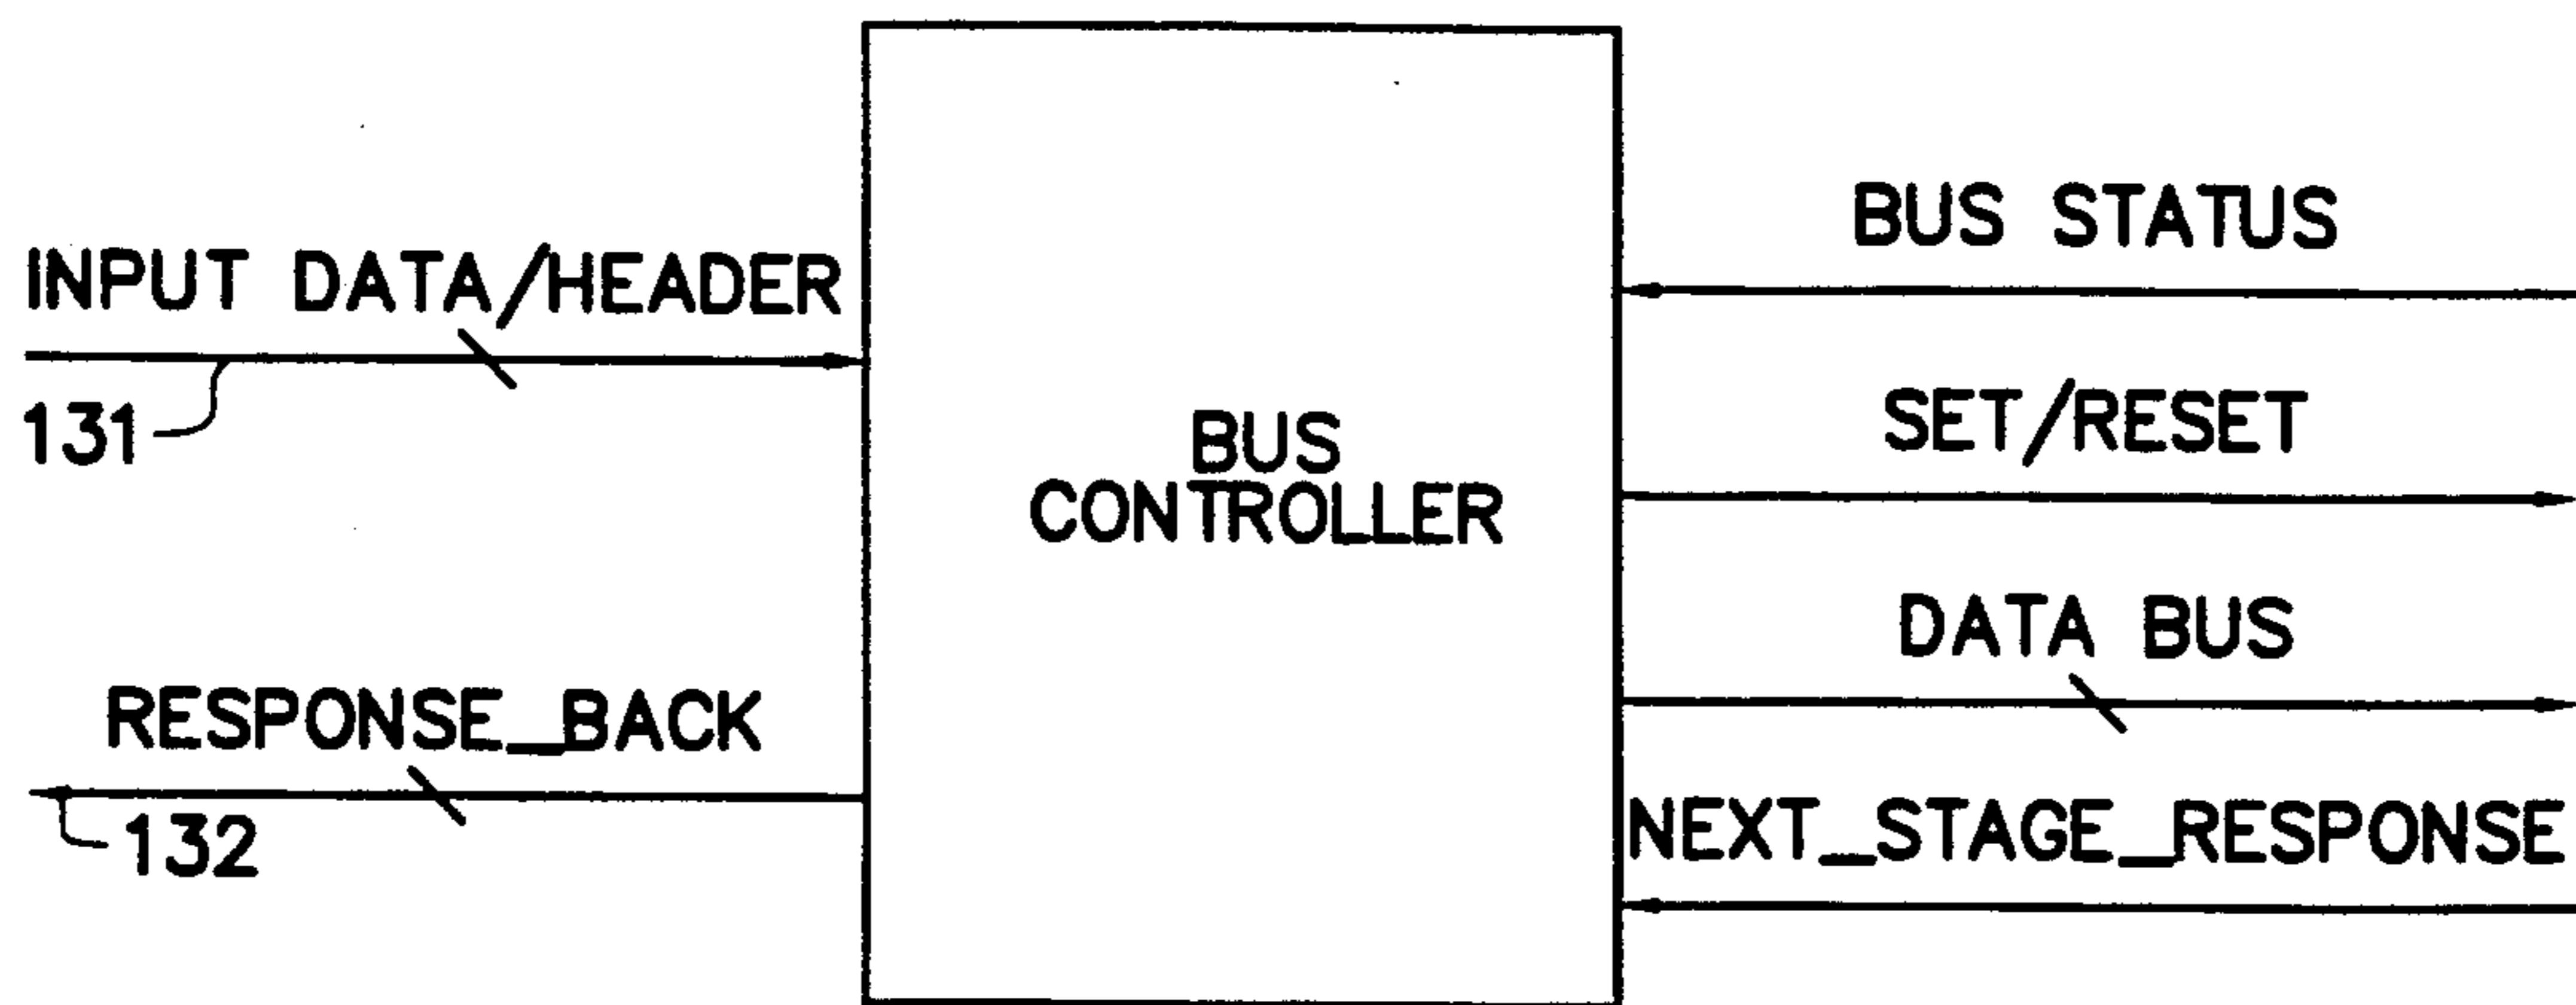 INPUT DATA/HEADER
131
RESPONSE_BACK
132
BUS
CONTROLLER
BUS STATUS
SET/RESET
DATA BUS
NEXT_STAGE_RESPONSE